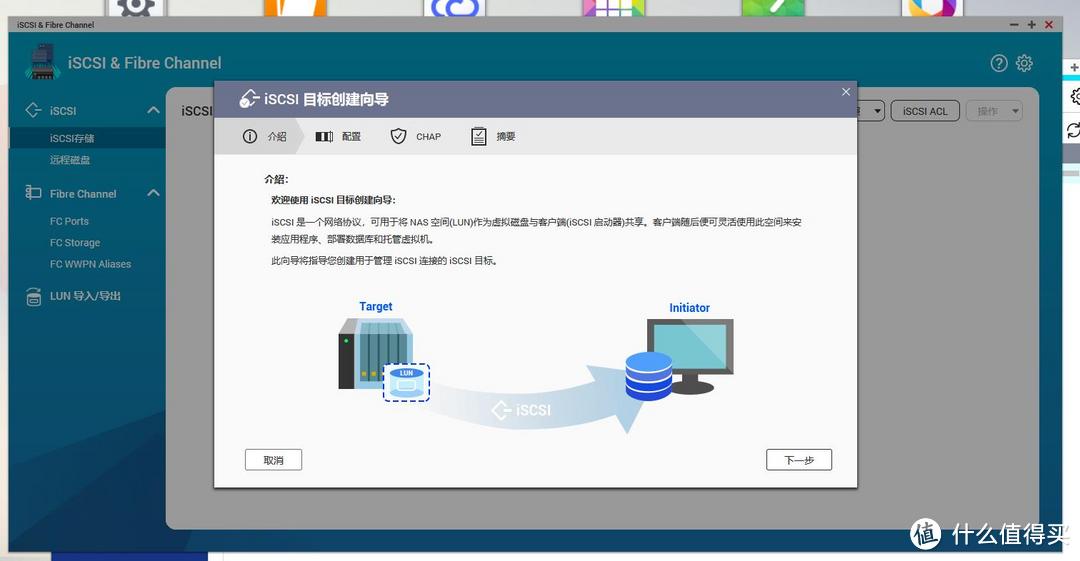 iSCSI & Fibre Channel
iSCSI & Fibre Channel
iSCSI
iSCSI存储
远程磁盘
Fibre Channel
FC Ports
FC Storage
FC WWPN Aliases
LUN 导入/导出
iSCSI
iSCSI ACL
操作
iSCSI 目标创建向导
介绍
配置
CHAP
摘要
介绍:
欢迎使用 iSCSI 目标创建向导:
iSCSI 是一个网络协议，可用于将 NAS 空间(LUN)作为虚拟磁盘与客户端(iSCSI 启动器)共享。客户端随后便可灵活使用此空间来安
装应用程序、部署数据库和托管虚拟机。
此向导将指导您创建用于管理 iSCSI 连接的 iSCSI 目标。
Target
Initiator
LUN
iSCSI
取消
下一步
值 什么值得买